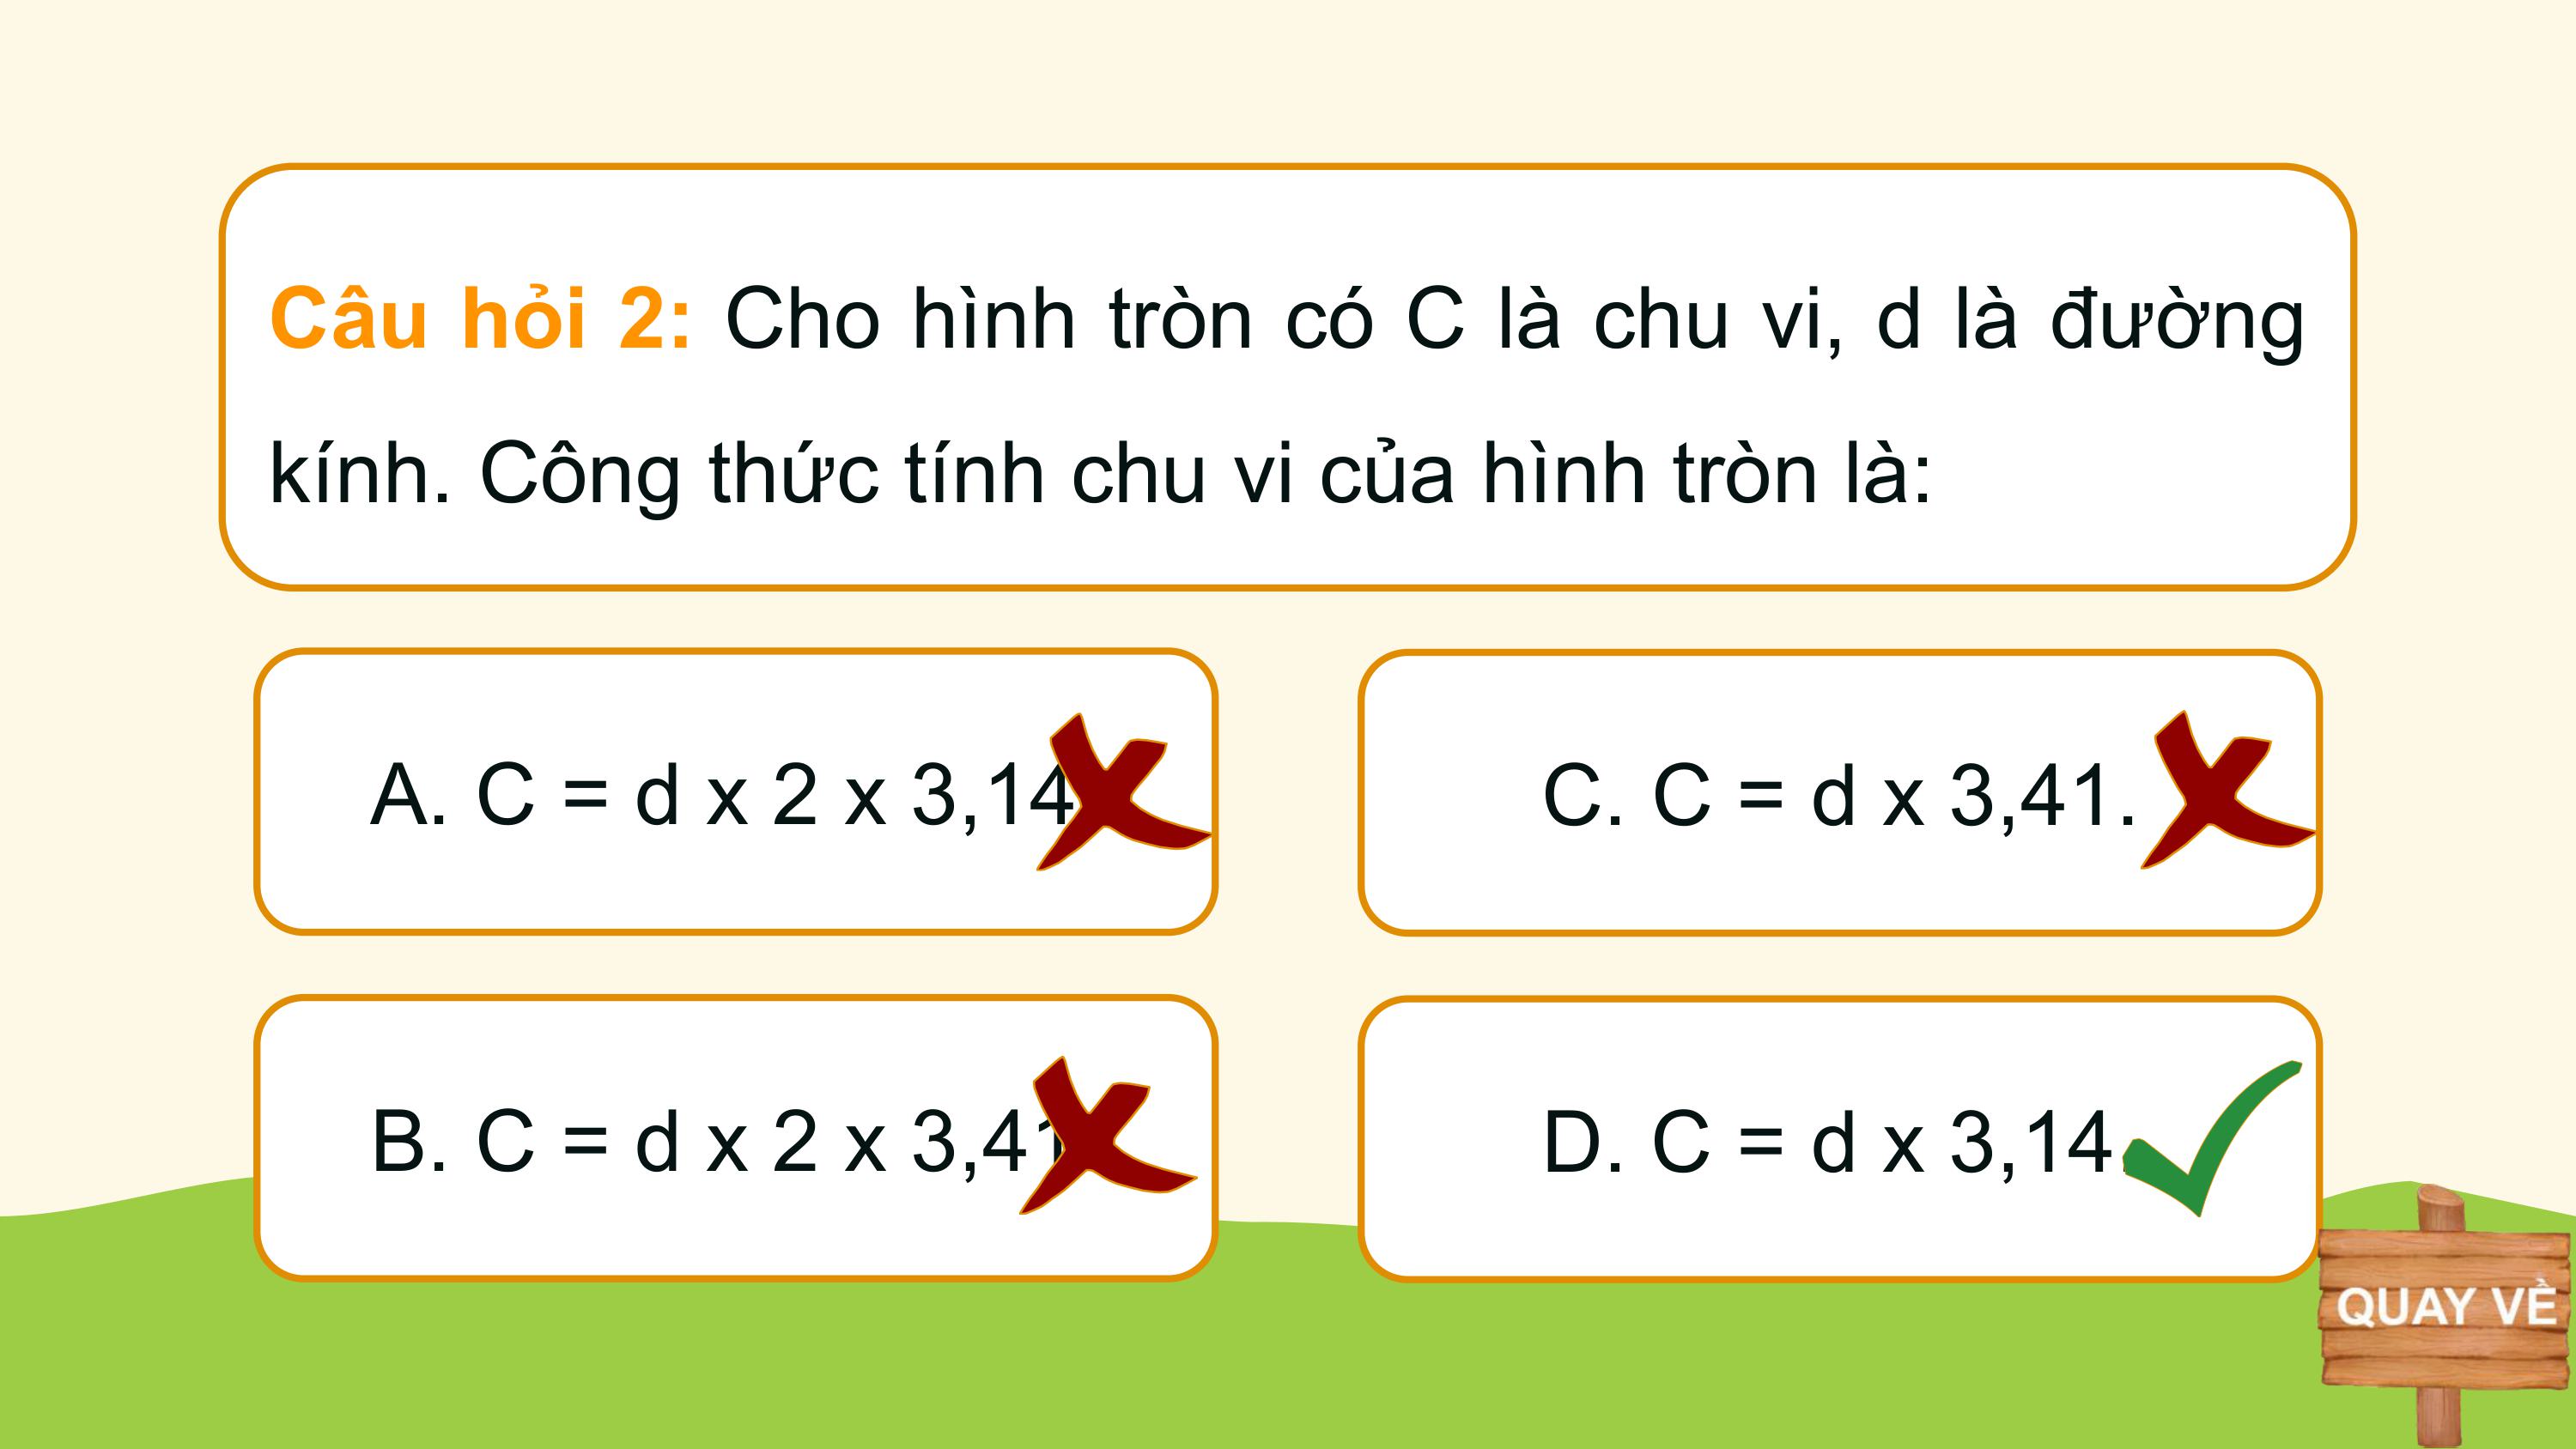 Câu hỏi 2: Cho hình tròn có C là chu vi, d là đường
kính. Công thức tính chu vi của hình tròn là:
A. C = d x 2 x 3,14
C. C = d x 3,41.
B. C = d x 2 x 3,41
D. C = d x 3,14.
QUAY VỀ